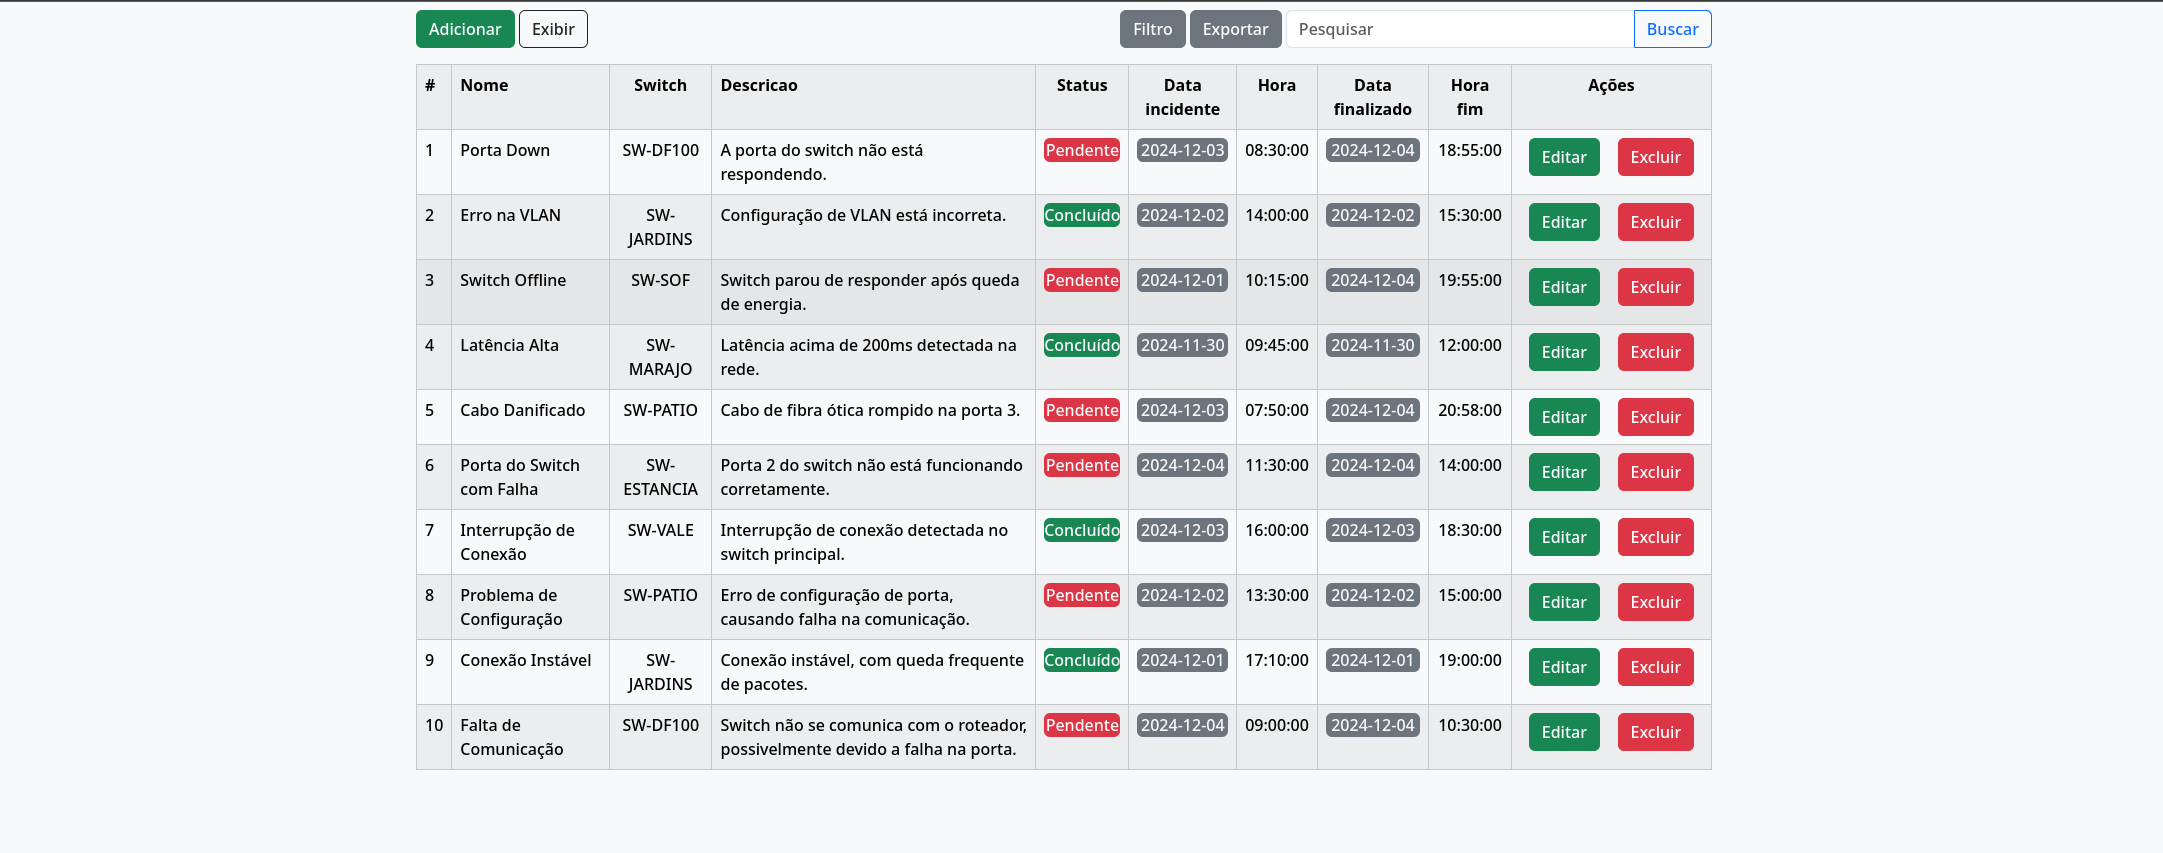 Adicionar Exibir Filtro Exportar Pesquisar Buscar
# Nome Switch Descricao Status Data incidente Hora Data finalizado Hora fim Ações
1 Porta Down SW-DF100 A porta do switch não está respondendo. Pendente 2024-12-03 08:30:00 2024-12-04 18:55:00 Editar Excluir
2 Erro na VLAN SW-JARDINS Configuração de VLAN está incorreta. Concluído 2024-12-02 14:00:00 2024-12-02 15:30:00 Editar Excluir
3 Switch Offline SW-SOF Switch parou de responder após queda de energia. Pendente 2024-12-01 10:15:00 2024-12-04 19:55:00 Editar Excluir
4 Latência Alta SW-MARAJO Latência acima de 200ms detectada na rede. Concluído 2024-11-30 09:45:00 2024-11-30 12:00:00 Editar Excluir
5 Cabo Danificado SW-PATIO Cabo de fibra ótica rompido na porta 3. Pendente 2024-12-03 07:50:00 2024-12-04 20:58:00 Editar Excluir
6 Porta do Switch com Falha SW-ESTANCIA Porta 2 do switch não está funcionando corretamente. Pendente 2024-12-04 11:30:00 2024-12-04 14:00:00 Editar Excluir
7 Interrupção de Conexão SW-VALE Interrupção de conexão detectada no switch principal. Concluído 2024-12-03 16:00:00 2024-12-03 18:30:00 Editar Excluir
8 Problema de Configuração SW-PATIO Erro de configuração de porta, causando falha na comunicação. Pendente 2024-12-02 13:30:00 2024-12-02 15:00:00 Editar Excluir
9 Conexão Instável SW-JARDINS Conexão instável, com queda frequente de pacotes. Concluído 2024-12-01 17:10:00 2024-12-01 19:00:00 Editar Excluir
10 Falta de Comunicação SW-DF100 Switch não se comunica com o roteador, possivelmente devido a falha na porta. Pendente 2024-12-04 09:00:00 2024-12-04 10:30:00 Editar Excluir